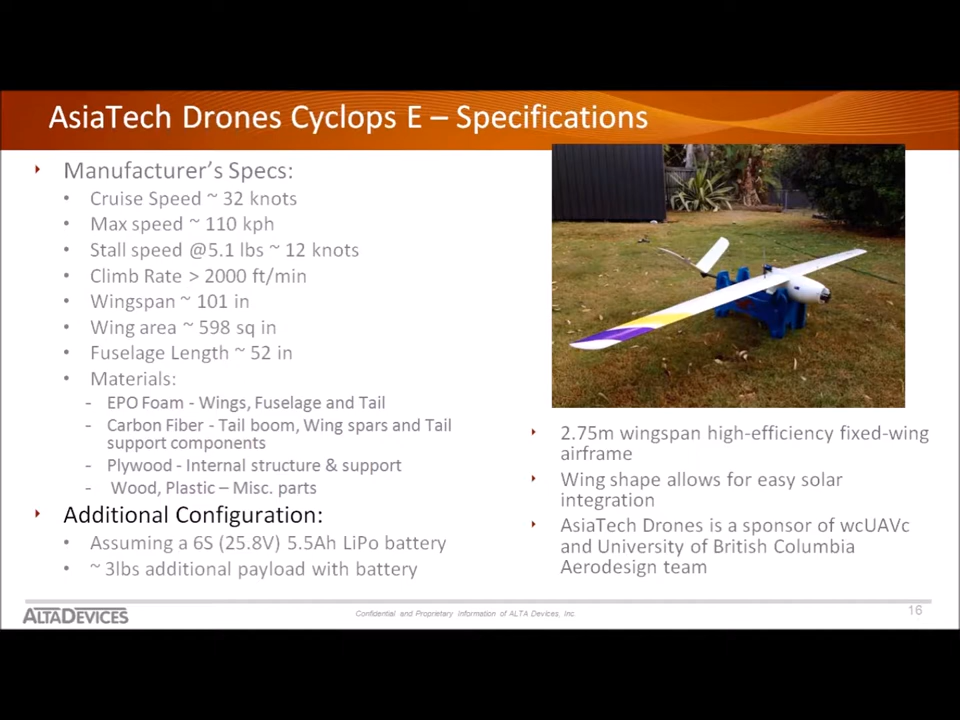 AsiaTech Drones Cyclops E – Specifications
Manufacturer's Specs:
Cruise Speed ~ 32 knots
Max speed ~ 110 kph
Stall speed @5.1 lbs ~ 12 knots
Climb Rate > 2000 ft/min
Wingspan ~ 101 in
Wing area ~ 598 sq in
Fuselage Length ~ 52 in
Materials:
- EPO Foam - Wings, Fuselage and Tail
- Carbon Fiber - Tail boom, Wing spars and Tail
support components
- Plywood - Internal structure & support
- Wood, Plastic – Misc. parts
Additional Configuration:
Assuming a 6S (25.8V) 5.5Ah LiPo battery
~ 3lbs additional payload with battery
2.75m wingspan high-efficiency fixed-wing
airframe
Wing shape allows for easy solar
integration
AsiaTech Drones is a sponsor of wcUAVc
and University of British Columbia
Aerodesign team
ALTADEVICES
Confidential and Proprietary information of ALTA Devices, Inc.
16